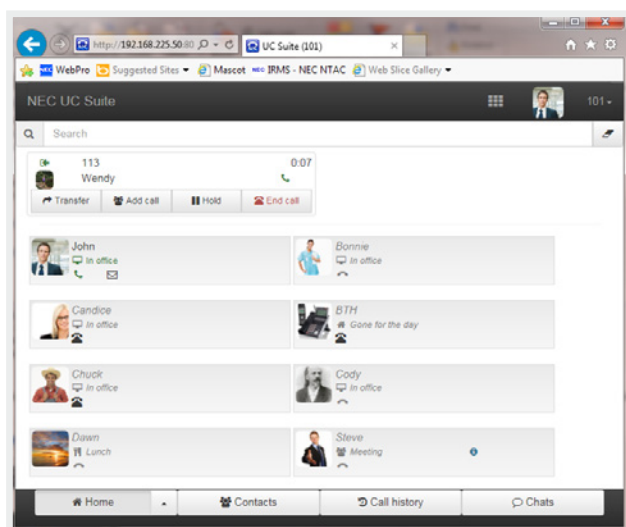 http://192.168.225.50:80
UC Suite (101)
WebPro Suggested Sites Mascot NEC IRMS - NEC NTAC Web Slice Gallery
NEC UC Suite 101
Search
113 0:07
Wendy
Transfer Add call Hold End call
John
In office
Bonnie
In office
Candice
In office
BTH
Gone for the day
Chuck
In office
Cody
In office
Dawn
Lunch
Steve
Meeting
Home Contacts Call history Chats